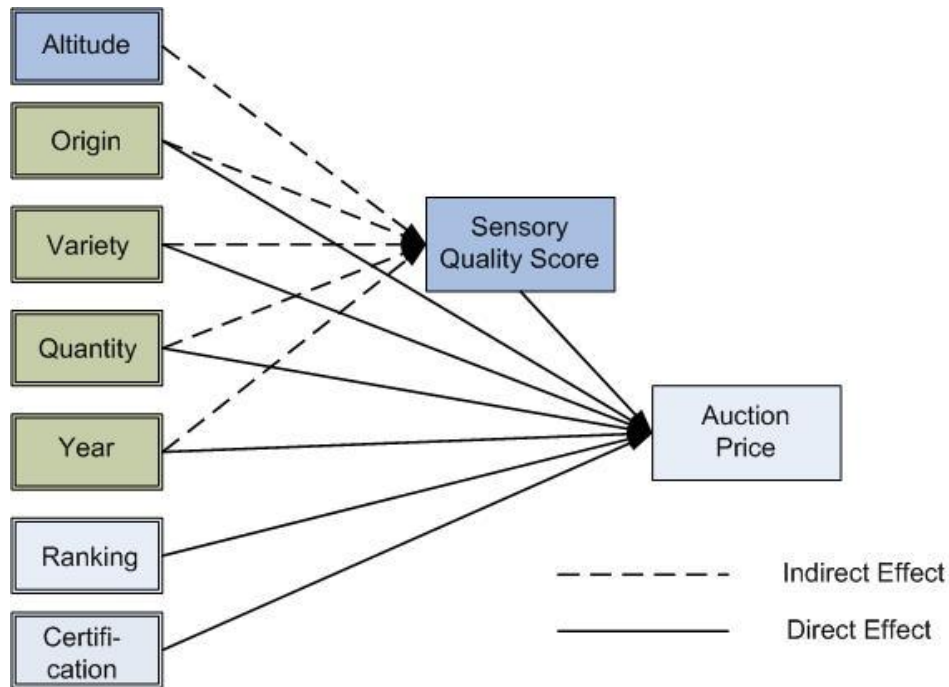 Altitude
Origin
Variety
Quantity
Year
Ranking
Certifi-
cation
Sensory
Quality Score
Auction
Price
Indirect Effect
Direct Effect